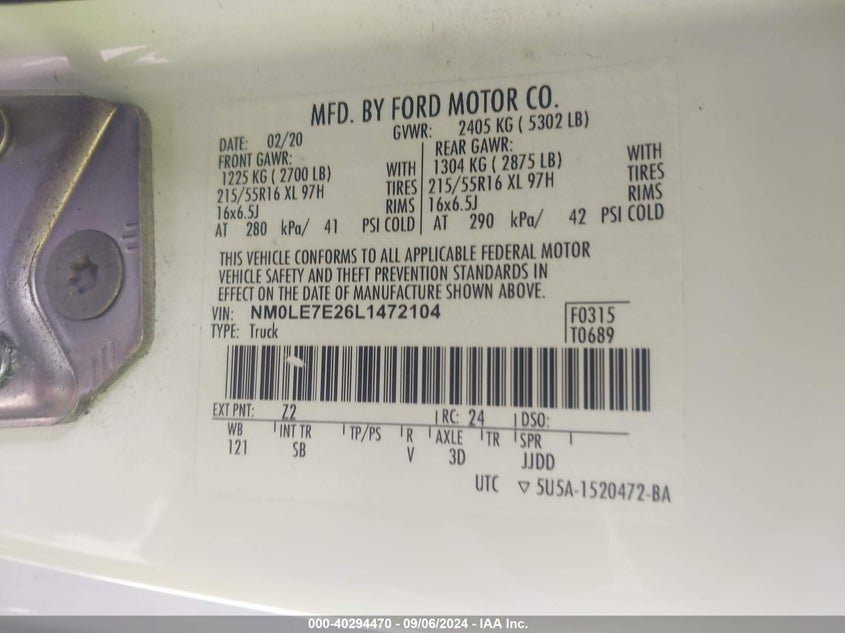 MFD. BY FORD MOTOR CO.
DATE: 02/20 GVWR: 2405 KG ( 5302 LB)
FRONT GAWR: REAR GAWR:
1225 KG ( 2700 LB) WITH 1304 KG ( 2875 LB) WITH
215/55R16 XL 97H TIRES 215/55R16 XL 97H TIRES
16x6.5J RIMS 16x6.5J RIMS
AT 280 kPa/ 41 PSI COLD AT 290 kPa/ 42 PSI COLD
THIS VEHICLE CONFORMS TO ALL APPLICABLE FEDERAL MOTOR
VEHICLE SAFETY AND THEFT PREVENTION STANDARDS IN
EFFECT ON THE DATE OF MANUFACTURE SHOWN ABOVE.
VIN: NM0LE7E26L1472104 F0315
TYPE: Truck T0689
EXT PNT: Z2 RC: 24 DSO:
WB INT TR TP/PS R AXLE TR SPR
121 SB V 3D JJDD
UTC ▽ 5U5A-1520472-BA
000-40294470 - 09/06/2024 - IAA Inc.